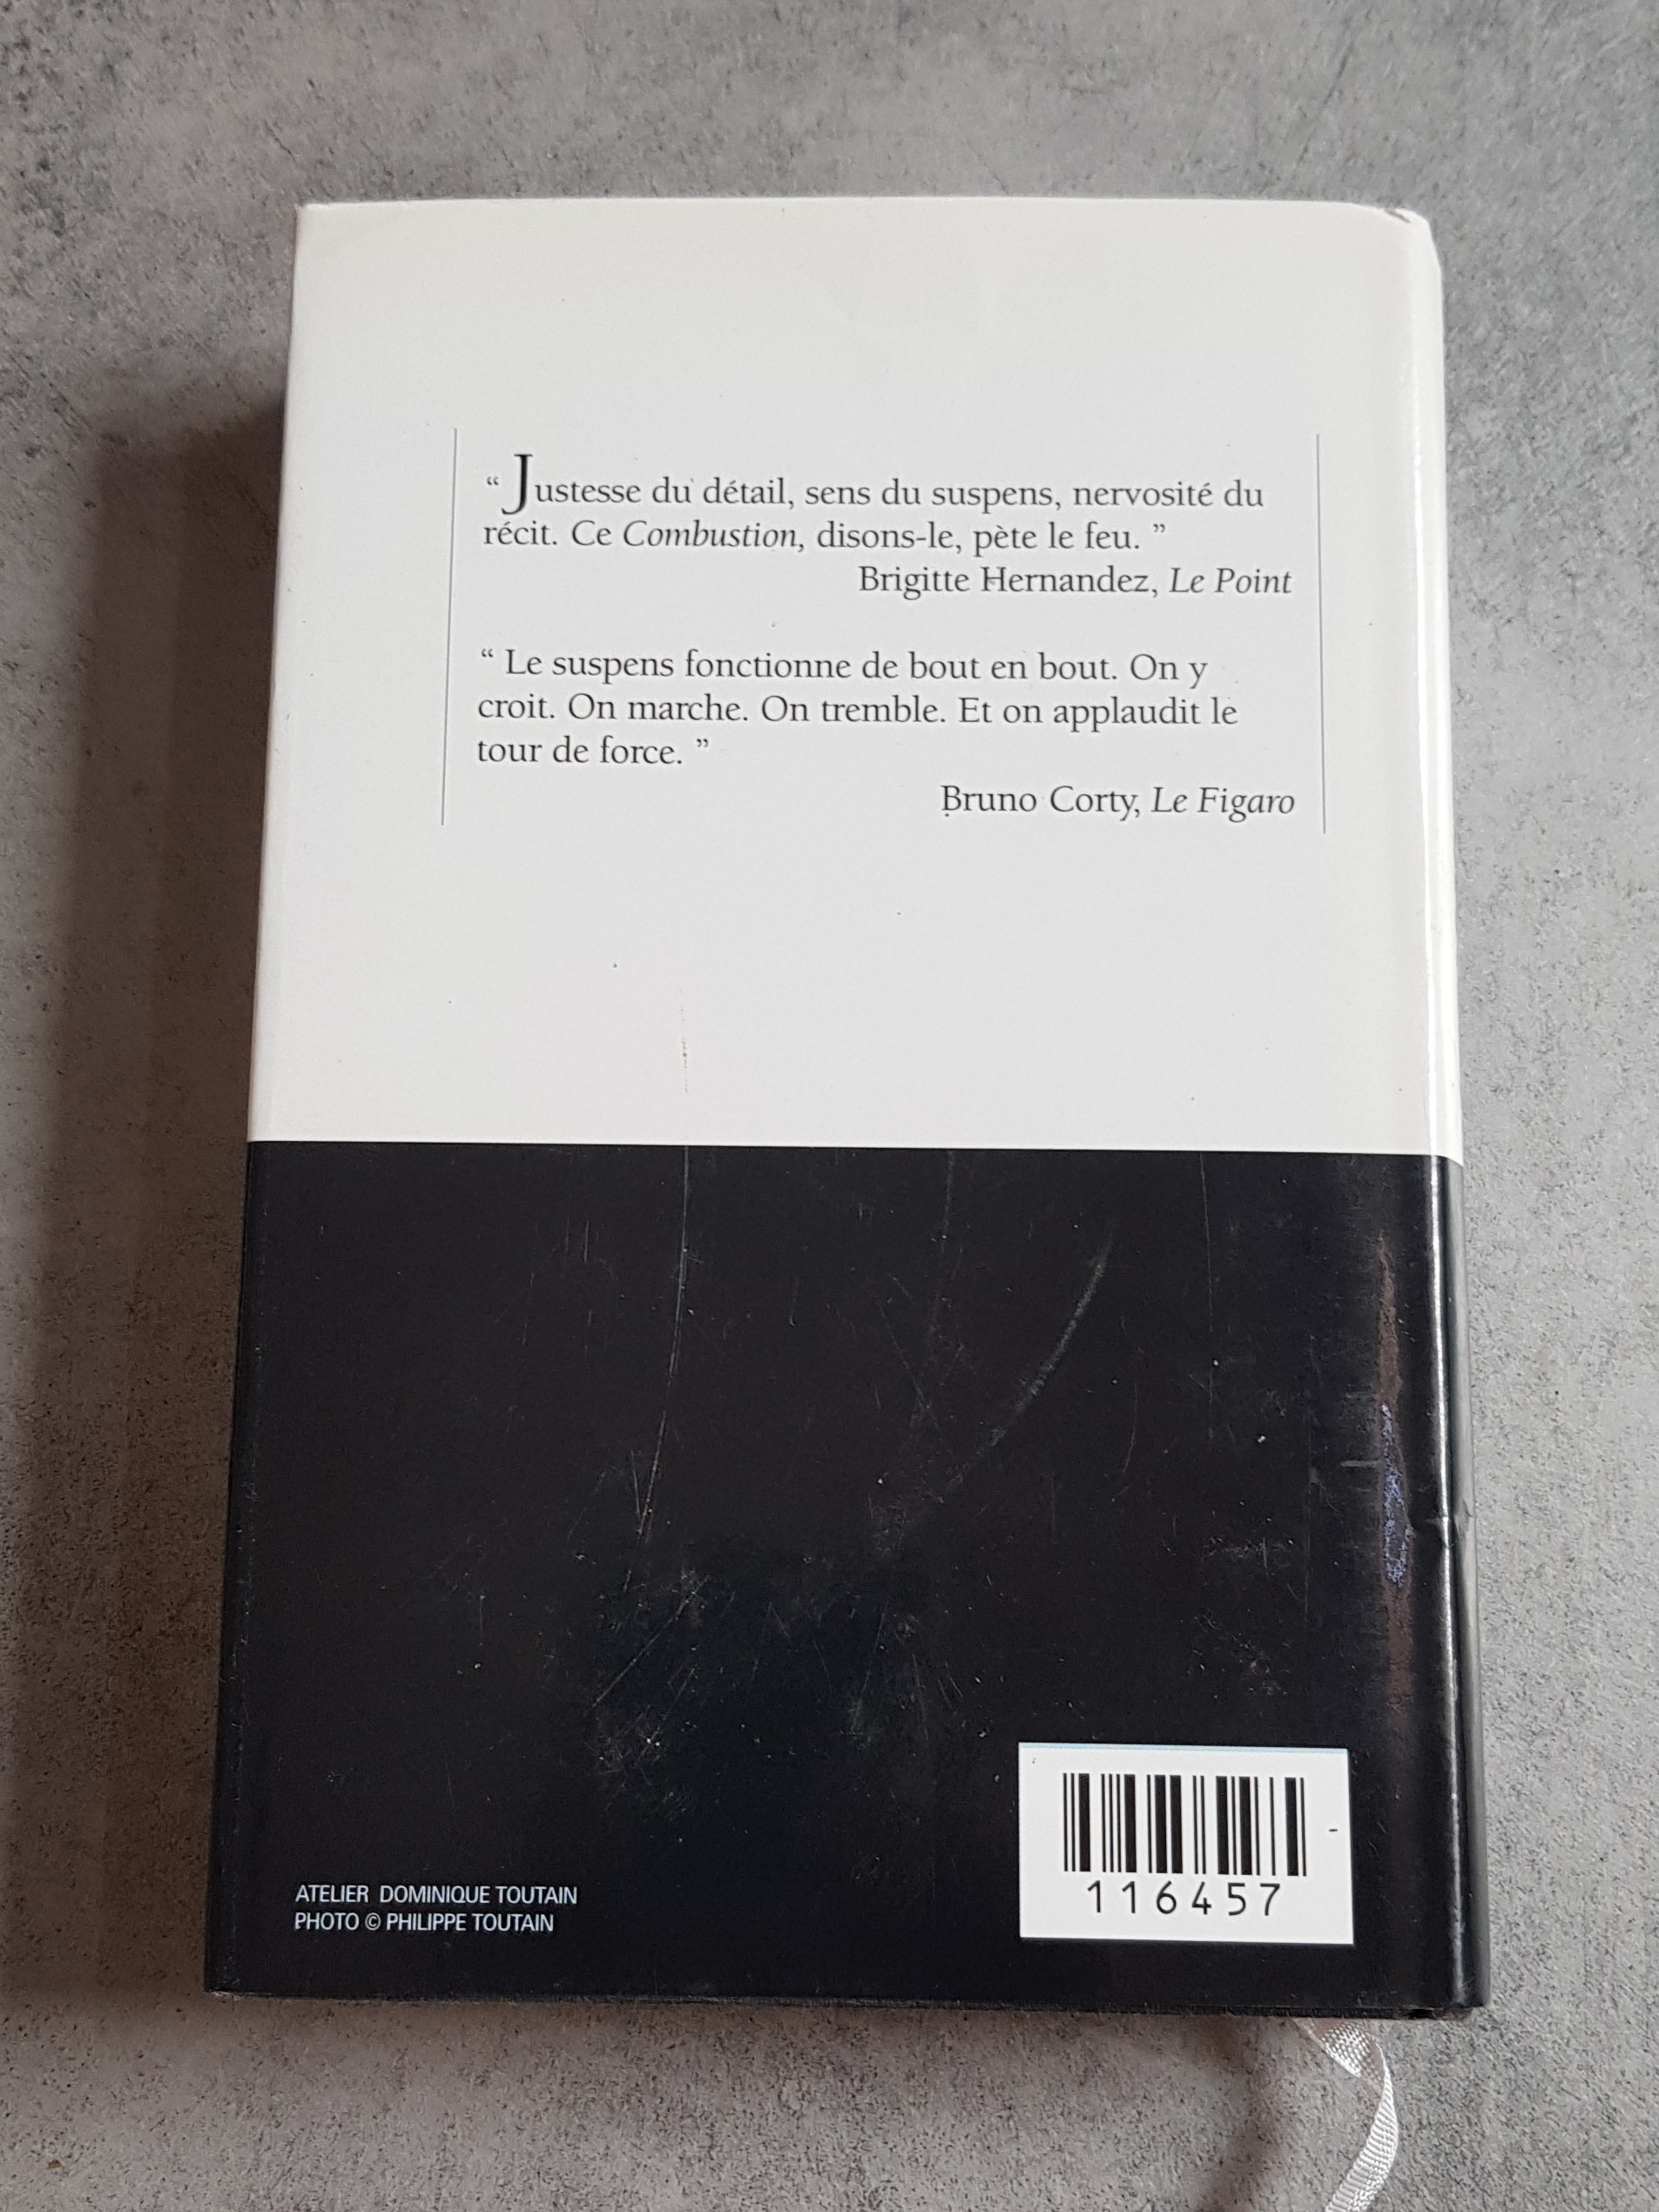 “ Justesse du détail, sens du suspens, nervosité du
récit. Ce Combustion, disons-le, pète le feu. ”
Brigitte Hernandez, Le Point
“ Le suspens fonctionne de bout en bout. On y
croit. On marche. On tremble. Et on applaudit le
tour de force. ”
Bruno Corty, Le Figaro
ATELIER DOMINIQUE TOUTAIN
PHOTO © PHILIPPE TOUTAIN
116457